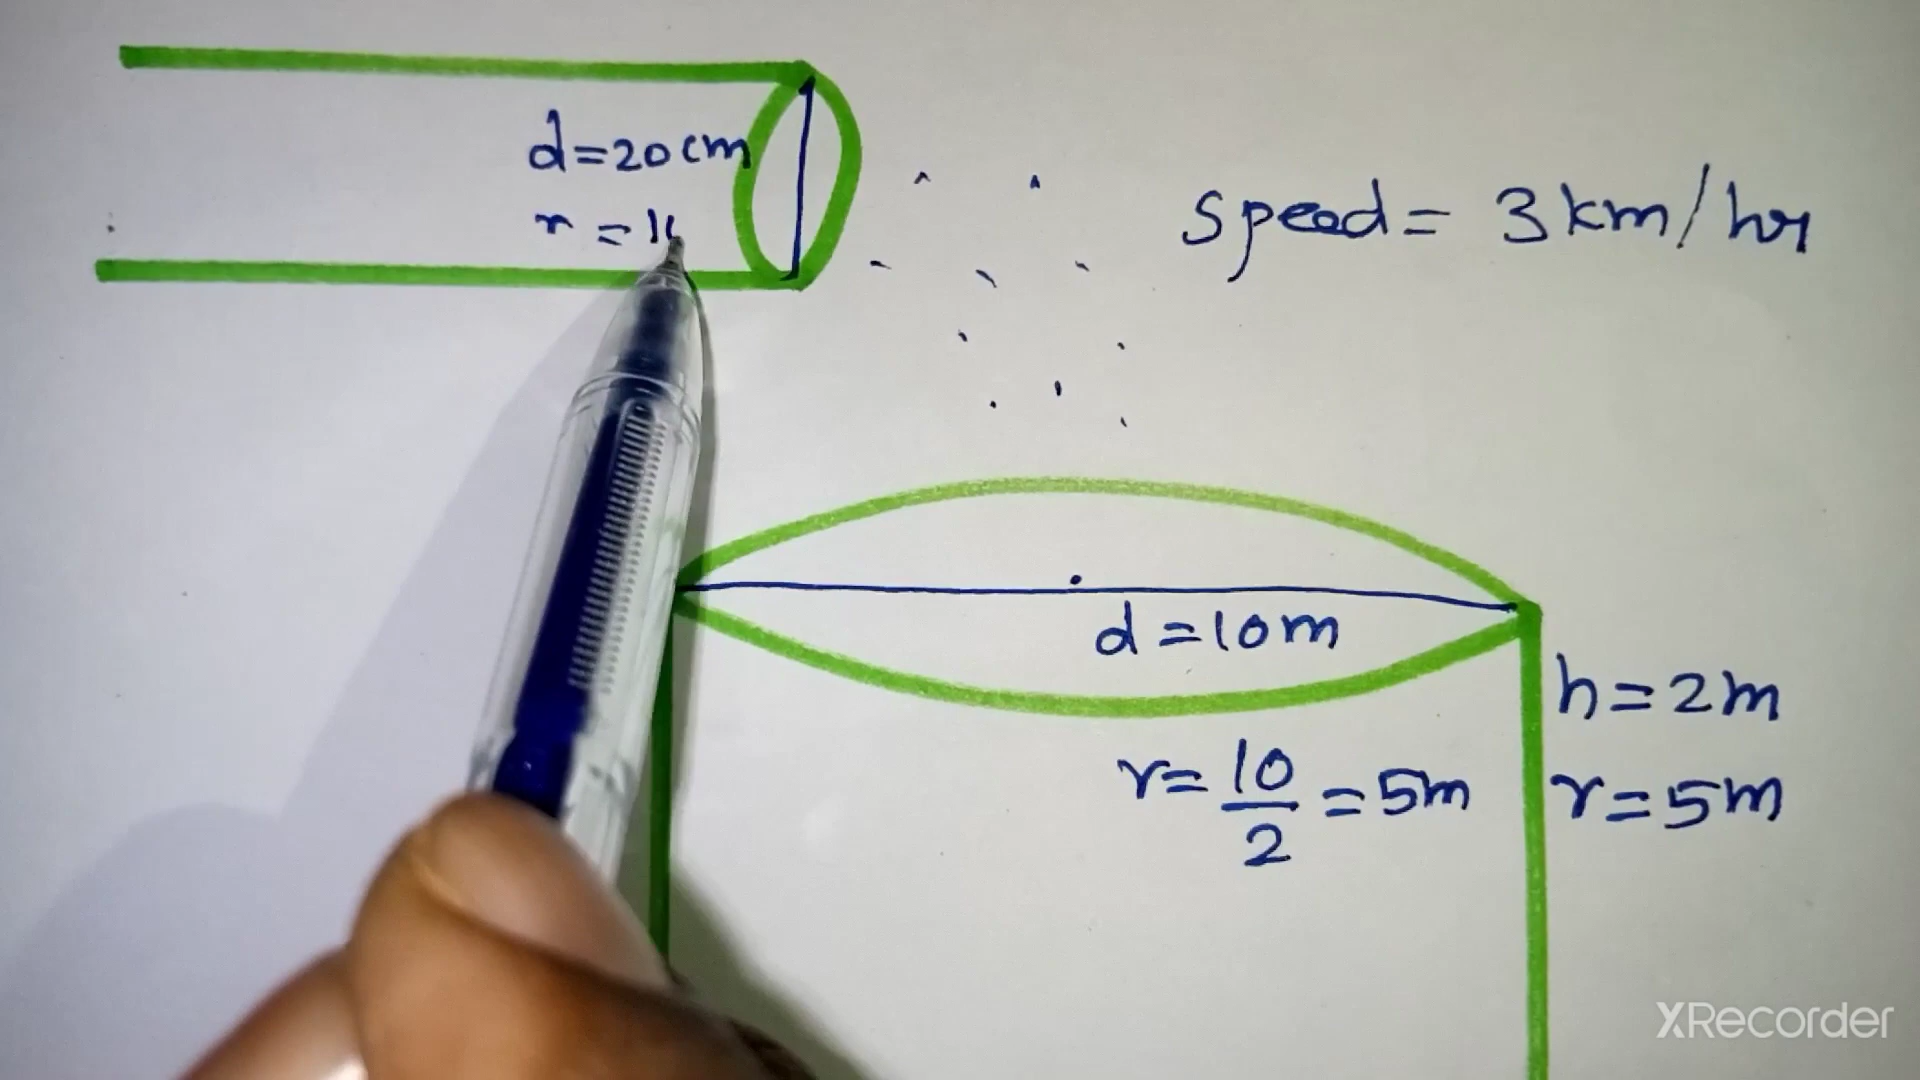 d=20cm
r=1
speed= 3km/hr
d=10m
h=2m
r=10/2=5m
r=5m
XRecorder